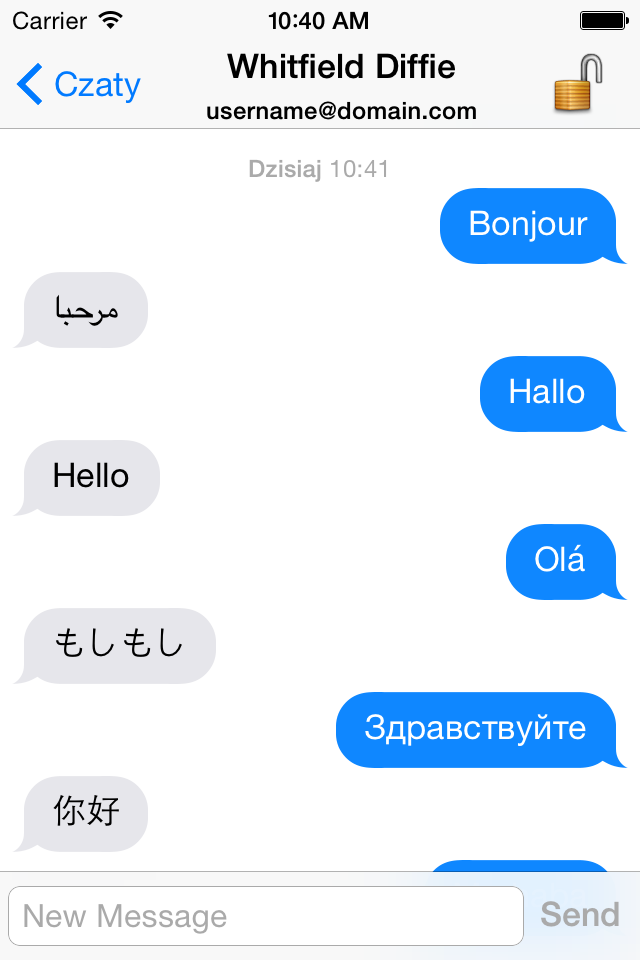 Carrier 10:40 AM
Czaty
Whitfield Diffie
username@domain.com
Dzisiaj 10:41
Bonjour
مرحبا
Hallo
Hello
Olá
もしもし
Здравствуйте
你好
New Message
Send